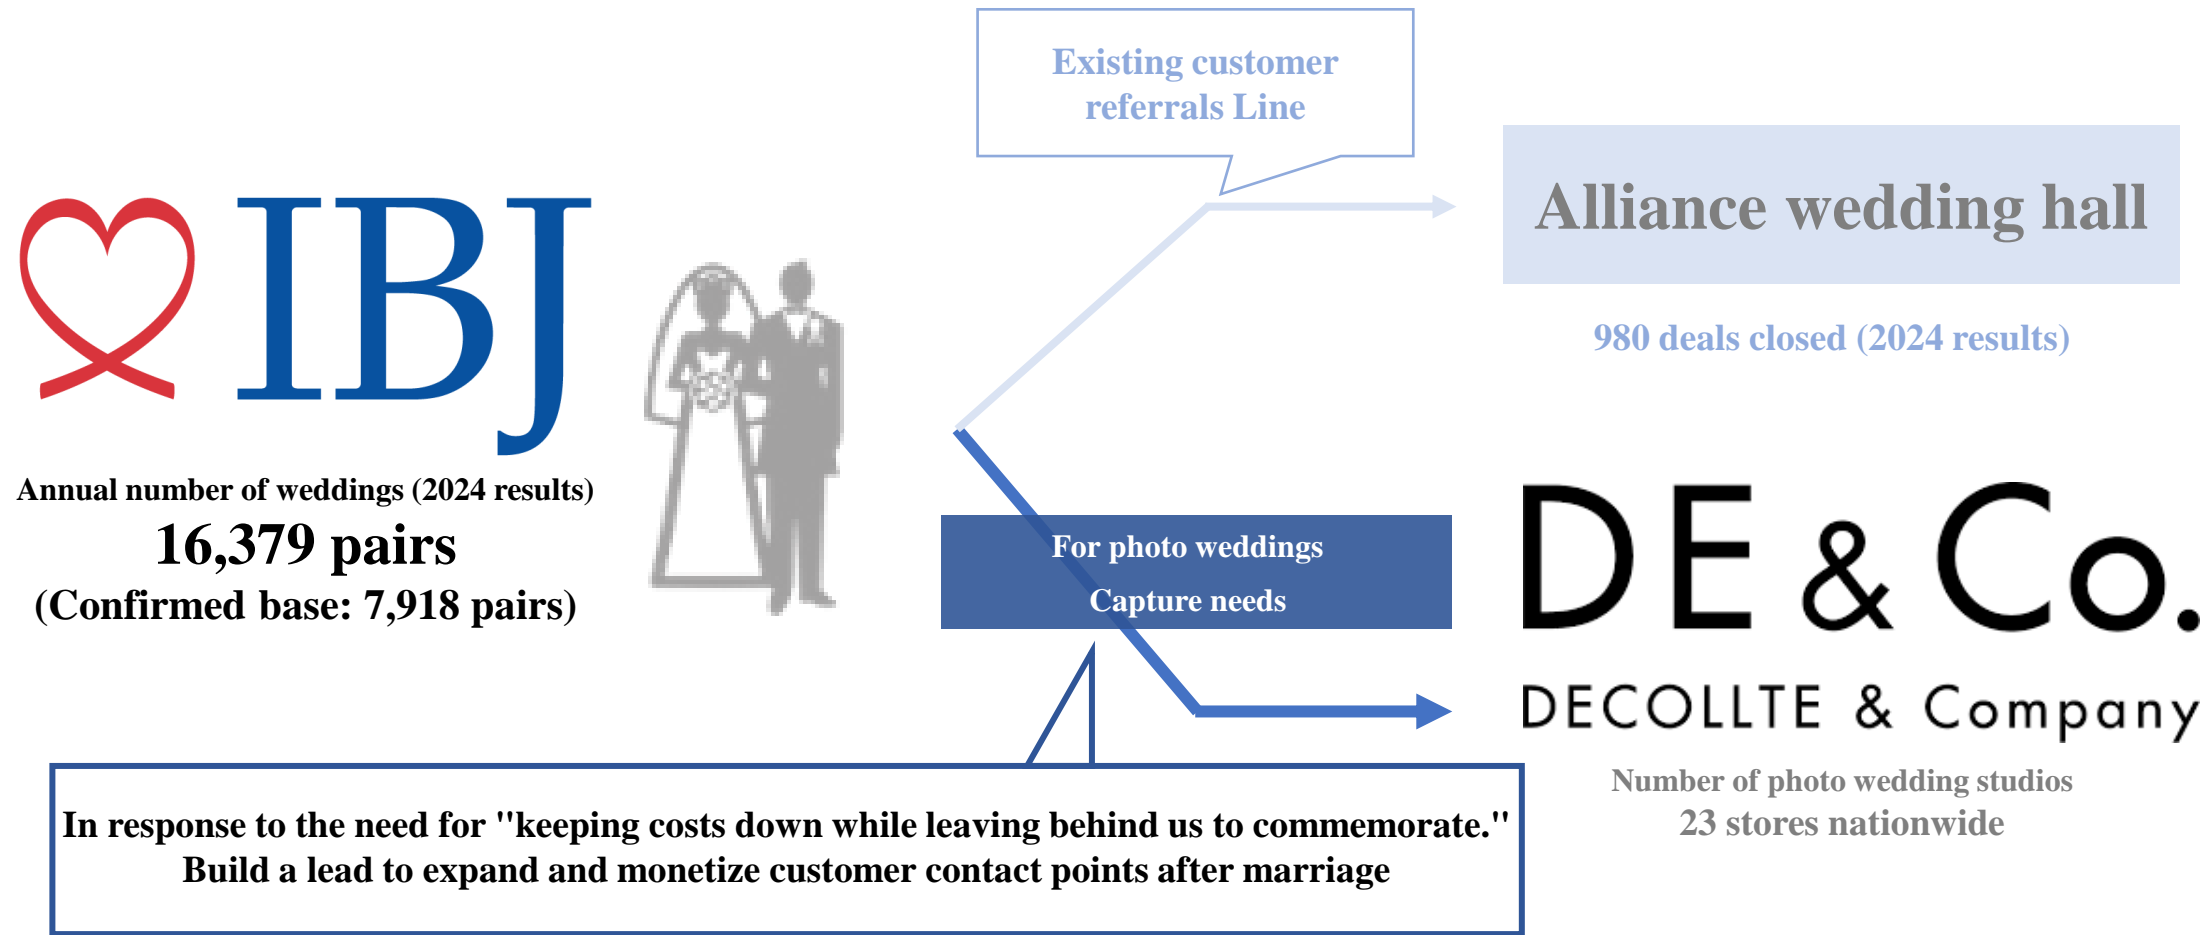 Existing customer
referrals Line
Alliance wedding hall
980 deals closed (2024 results)
IBJ
Annual number of weddings (2024 results)
16,379 pairs
(Confirmed base: 7,918 pairs)
For photo weddings
Capture needs
DE & Co.
DECOLLTE & Company
Number of photo wedding studios
23 stores nationwide
In response to the need for "keeping costs down while leaving behind us to commemorate."
Build a lead to expand and monetize customer contact points after marriage